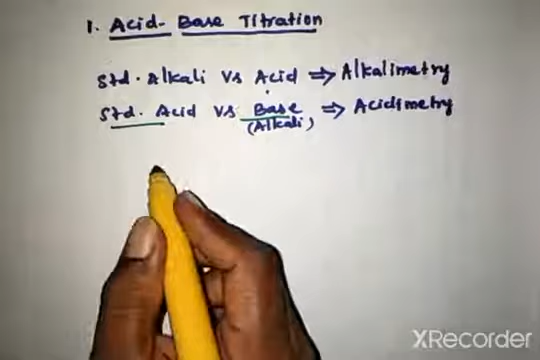 1. Acid-Base Titration
Std. Alkali Vs Acid ⇒ Alkalimetry
Std. Acid Vs Base ⇒ Acidimetry
(Alkali)
XRecorder